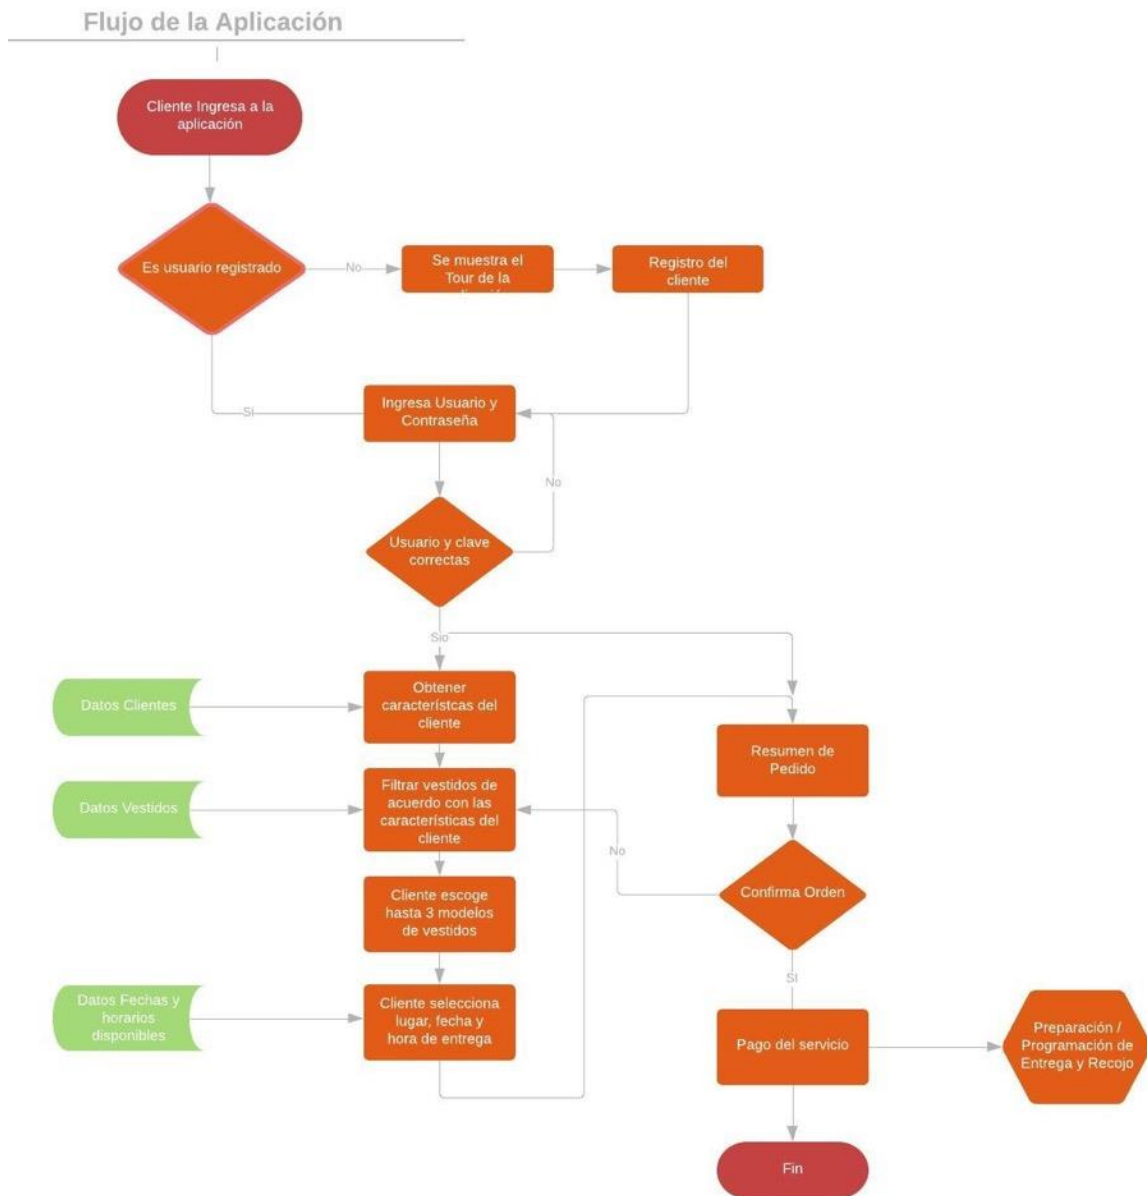 Flujo de la Aplicación
Cliente Ingresa a la
aplicación
Es usuario registrado
No
Se muestra el
Tour de la
Registro del
cliente
Si
Ingresa Usuario y
Contraseña
No
Usuario y clave
correctas
Sio
Datos Clientes
Obtener
característcas del
cliente
Resumen de
Pedido
Datos Vestidos
Filtrar vestidos de
acuerdo con las
características del
cliente
No
Confirma Orden
Cliente escoge
hasta 3 modelos
de vestidos
SI
Datos Fechas y
horarios
disponibles
Cliente selecciona
lugar, fecha y
hora de entrega
Pago del servicio
Preparación /
Programación de
Entrega y Recojo
Fin